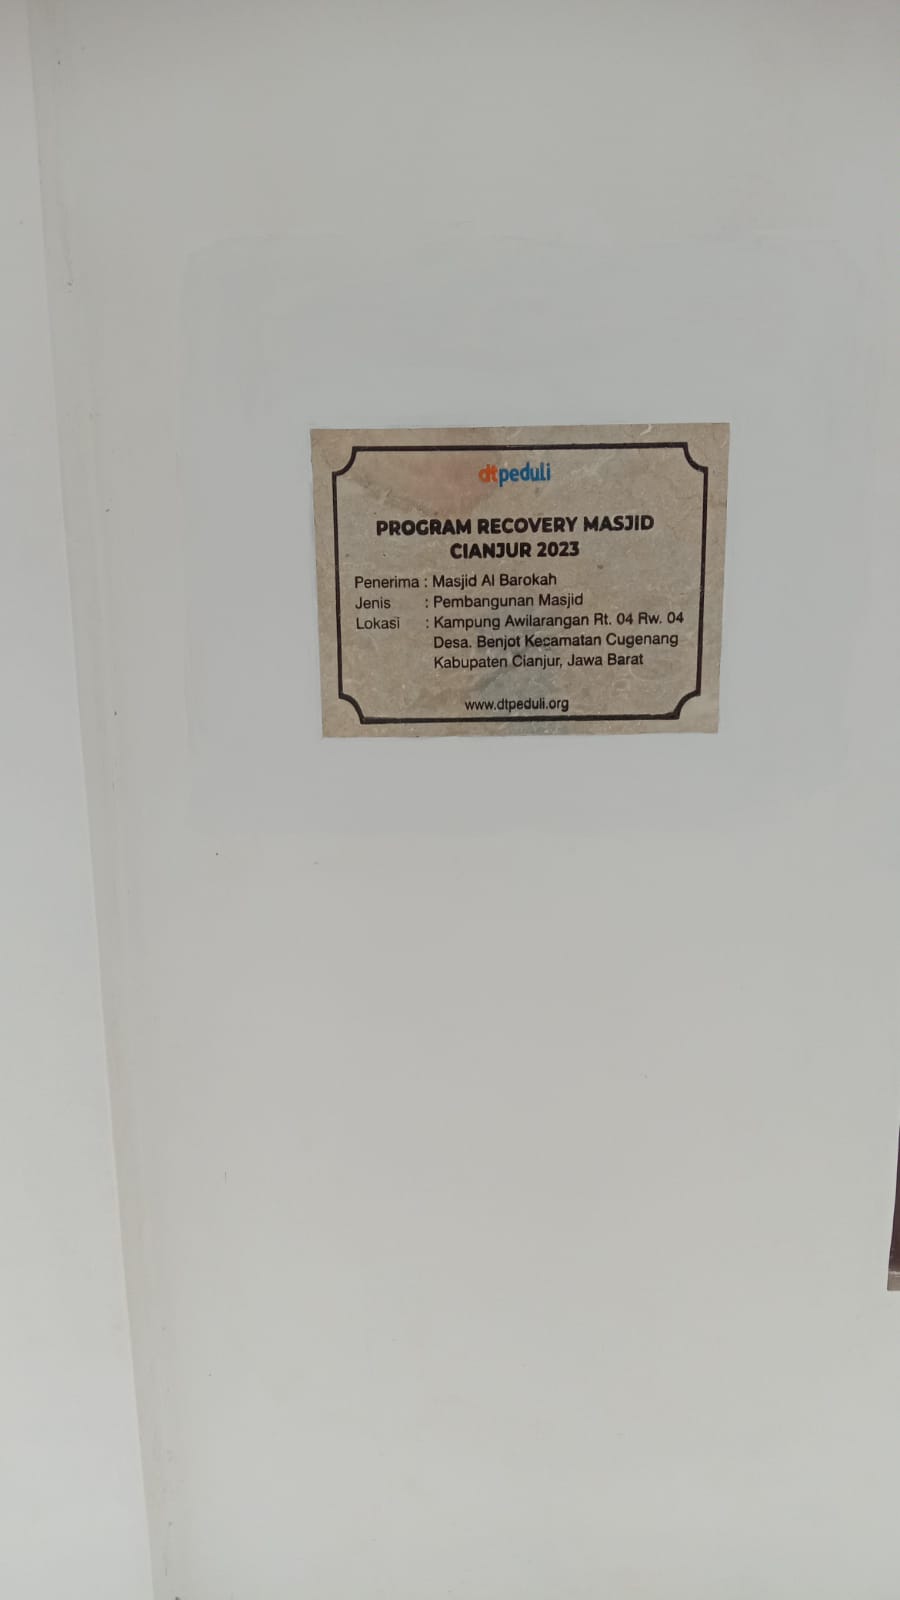 dtpeduli
PROGRAM RECOVERY MASJID
CIANJUR 2023
Penerima : Masjid Al Barokah
Jenis : Pembangunan Masjid
Lokasi : Kampung Awilarangan Rt. 04 Rw. 04
Desa. Benjot Kecamatan Cugenang
Kabupaten Cianjur, Jawa Barat
www.dtpeduli.org